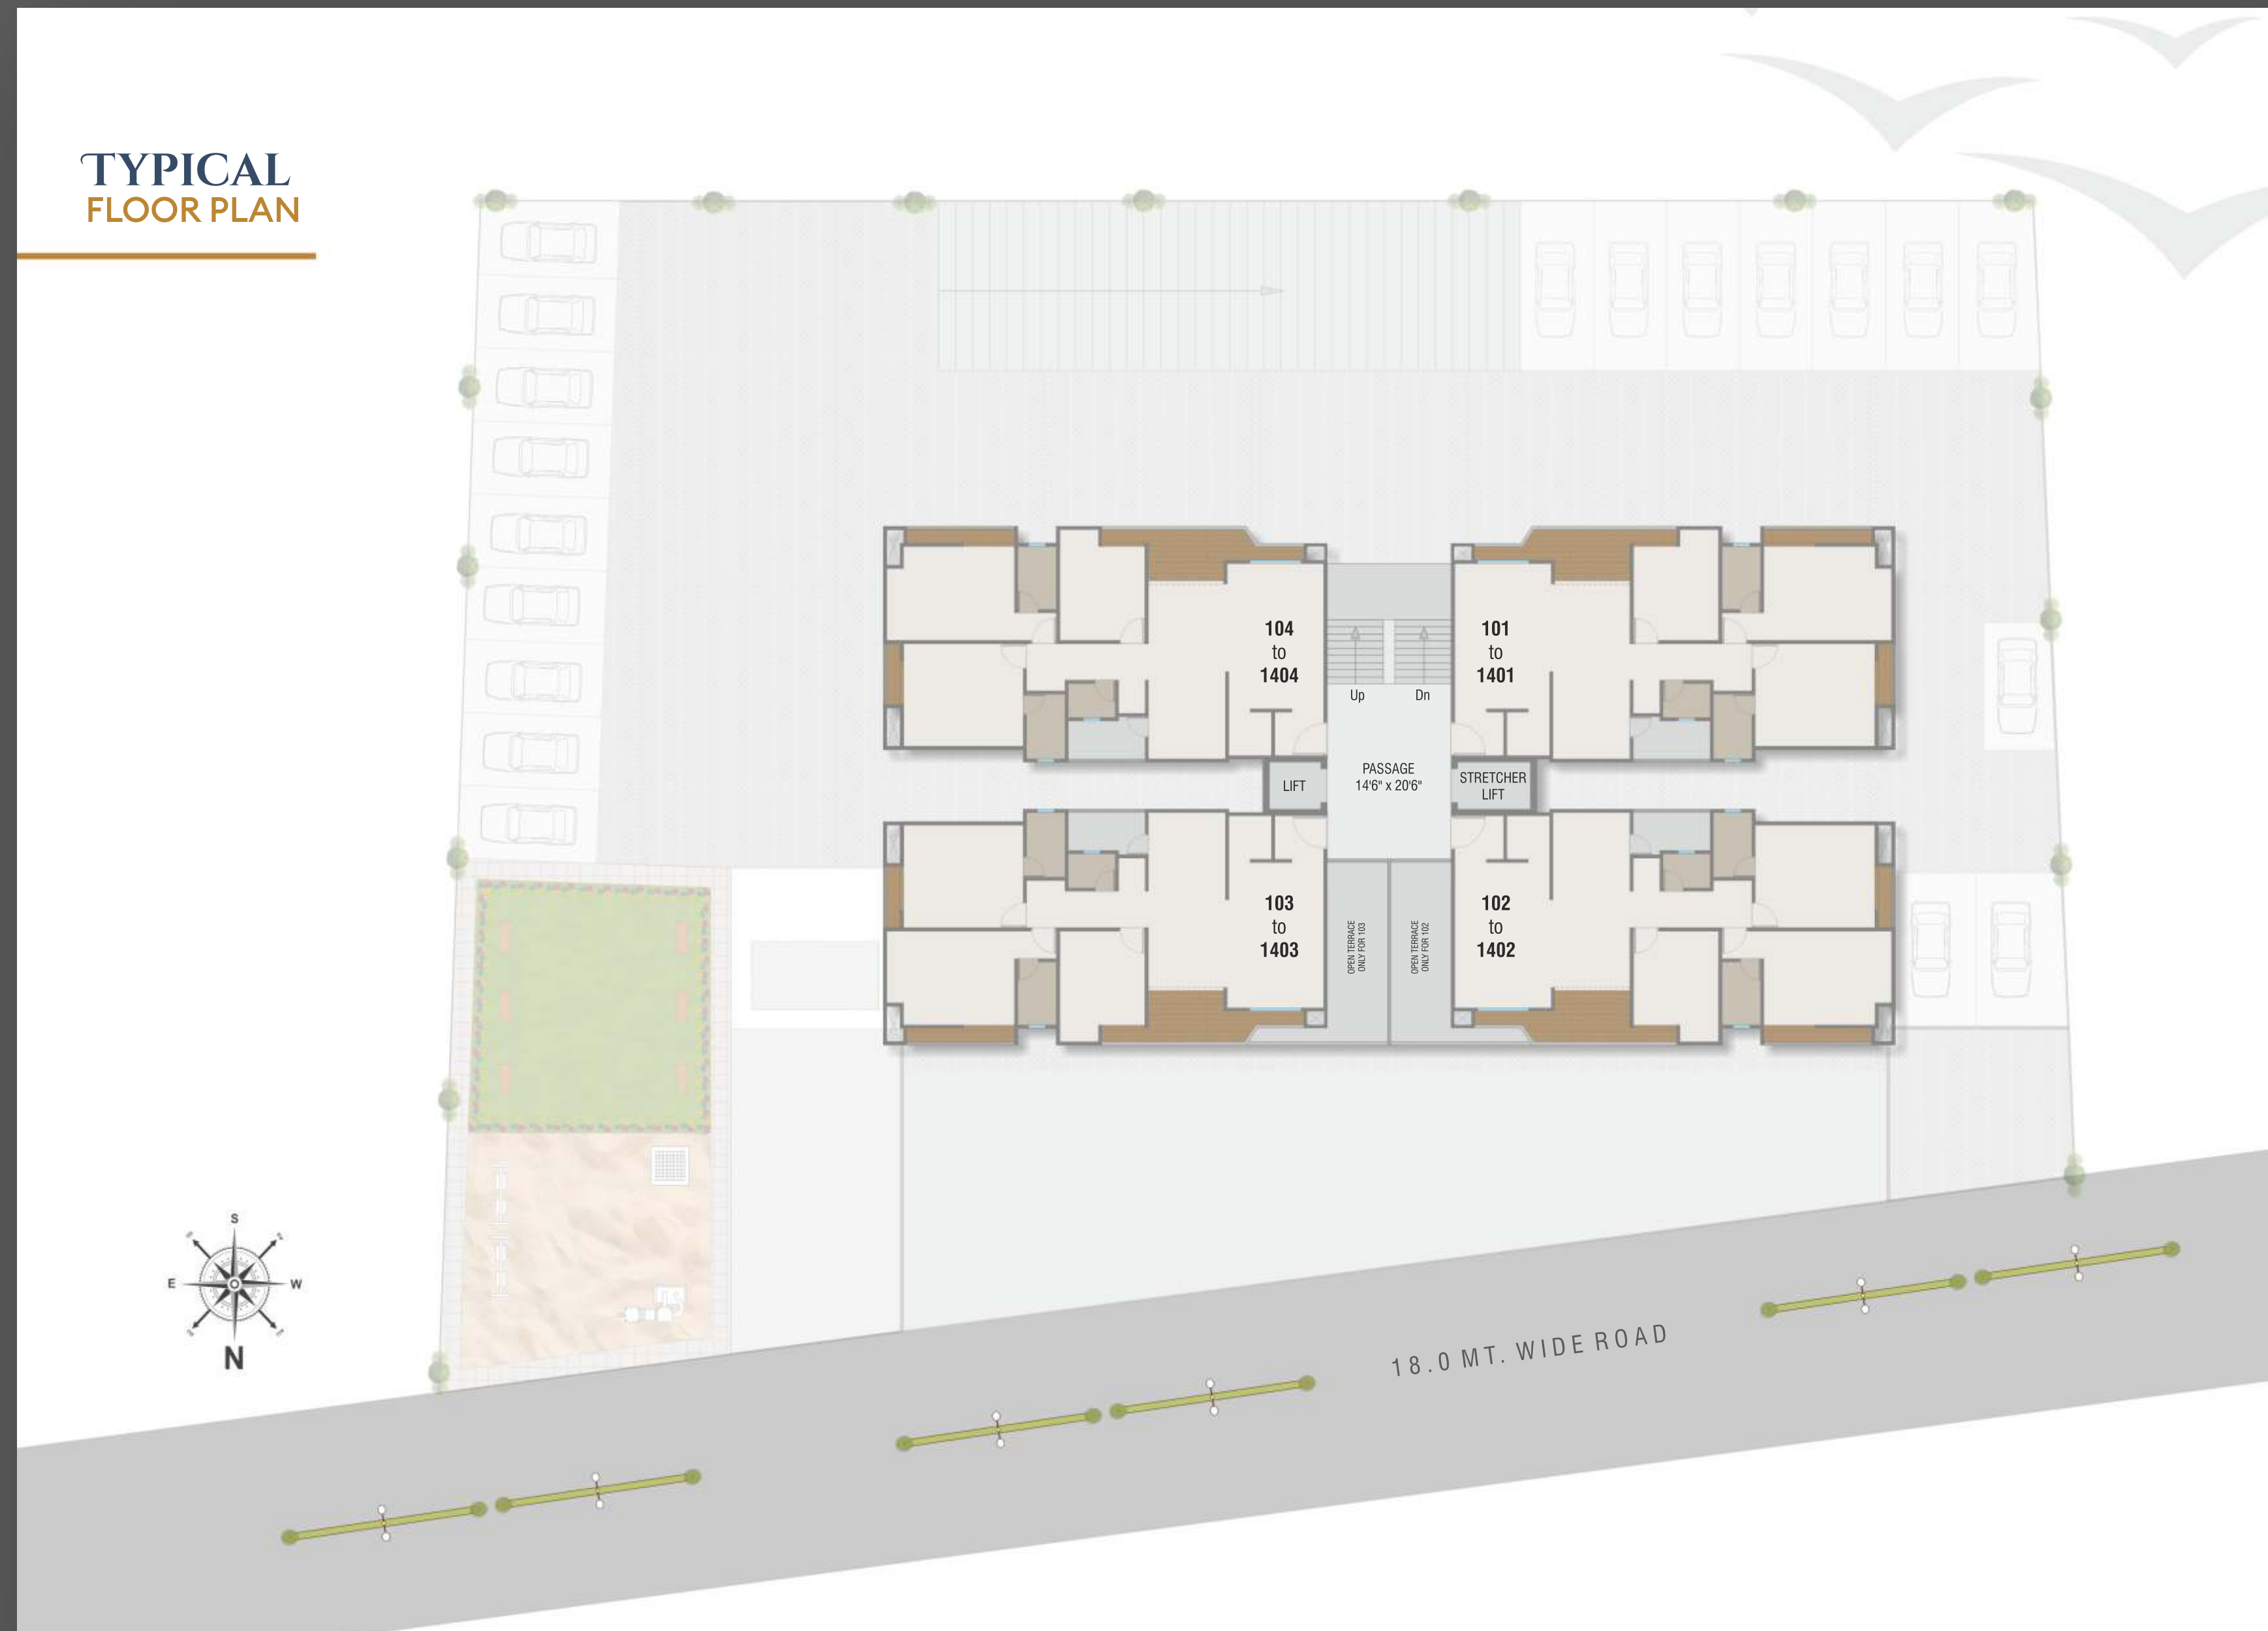 TYPICAL
FLOOR PLAN
104
to
1404
101
to
1401
Up
Dn
LIFT
PASSAGE
14'6" x 20'6"
STRETCHER
LIFT
103
to
1403
OPEN TERRACE
ONLY FOR 103
OPEN TERRACE
ONLY FOR 102
102
to
1402
S
E
W
N
18.0 MT. WIDE ROAD